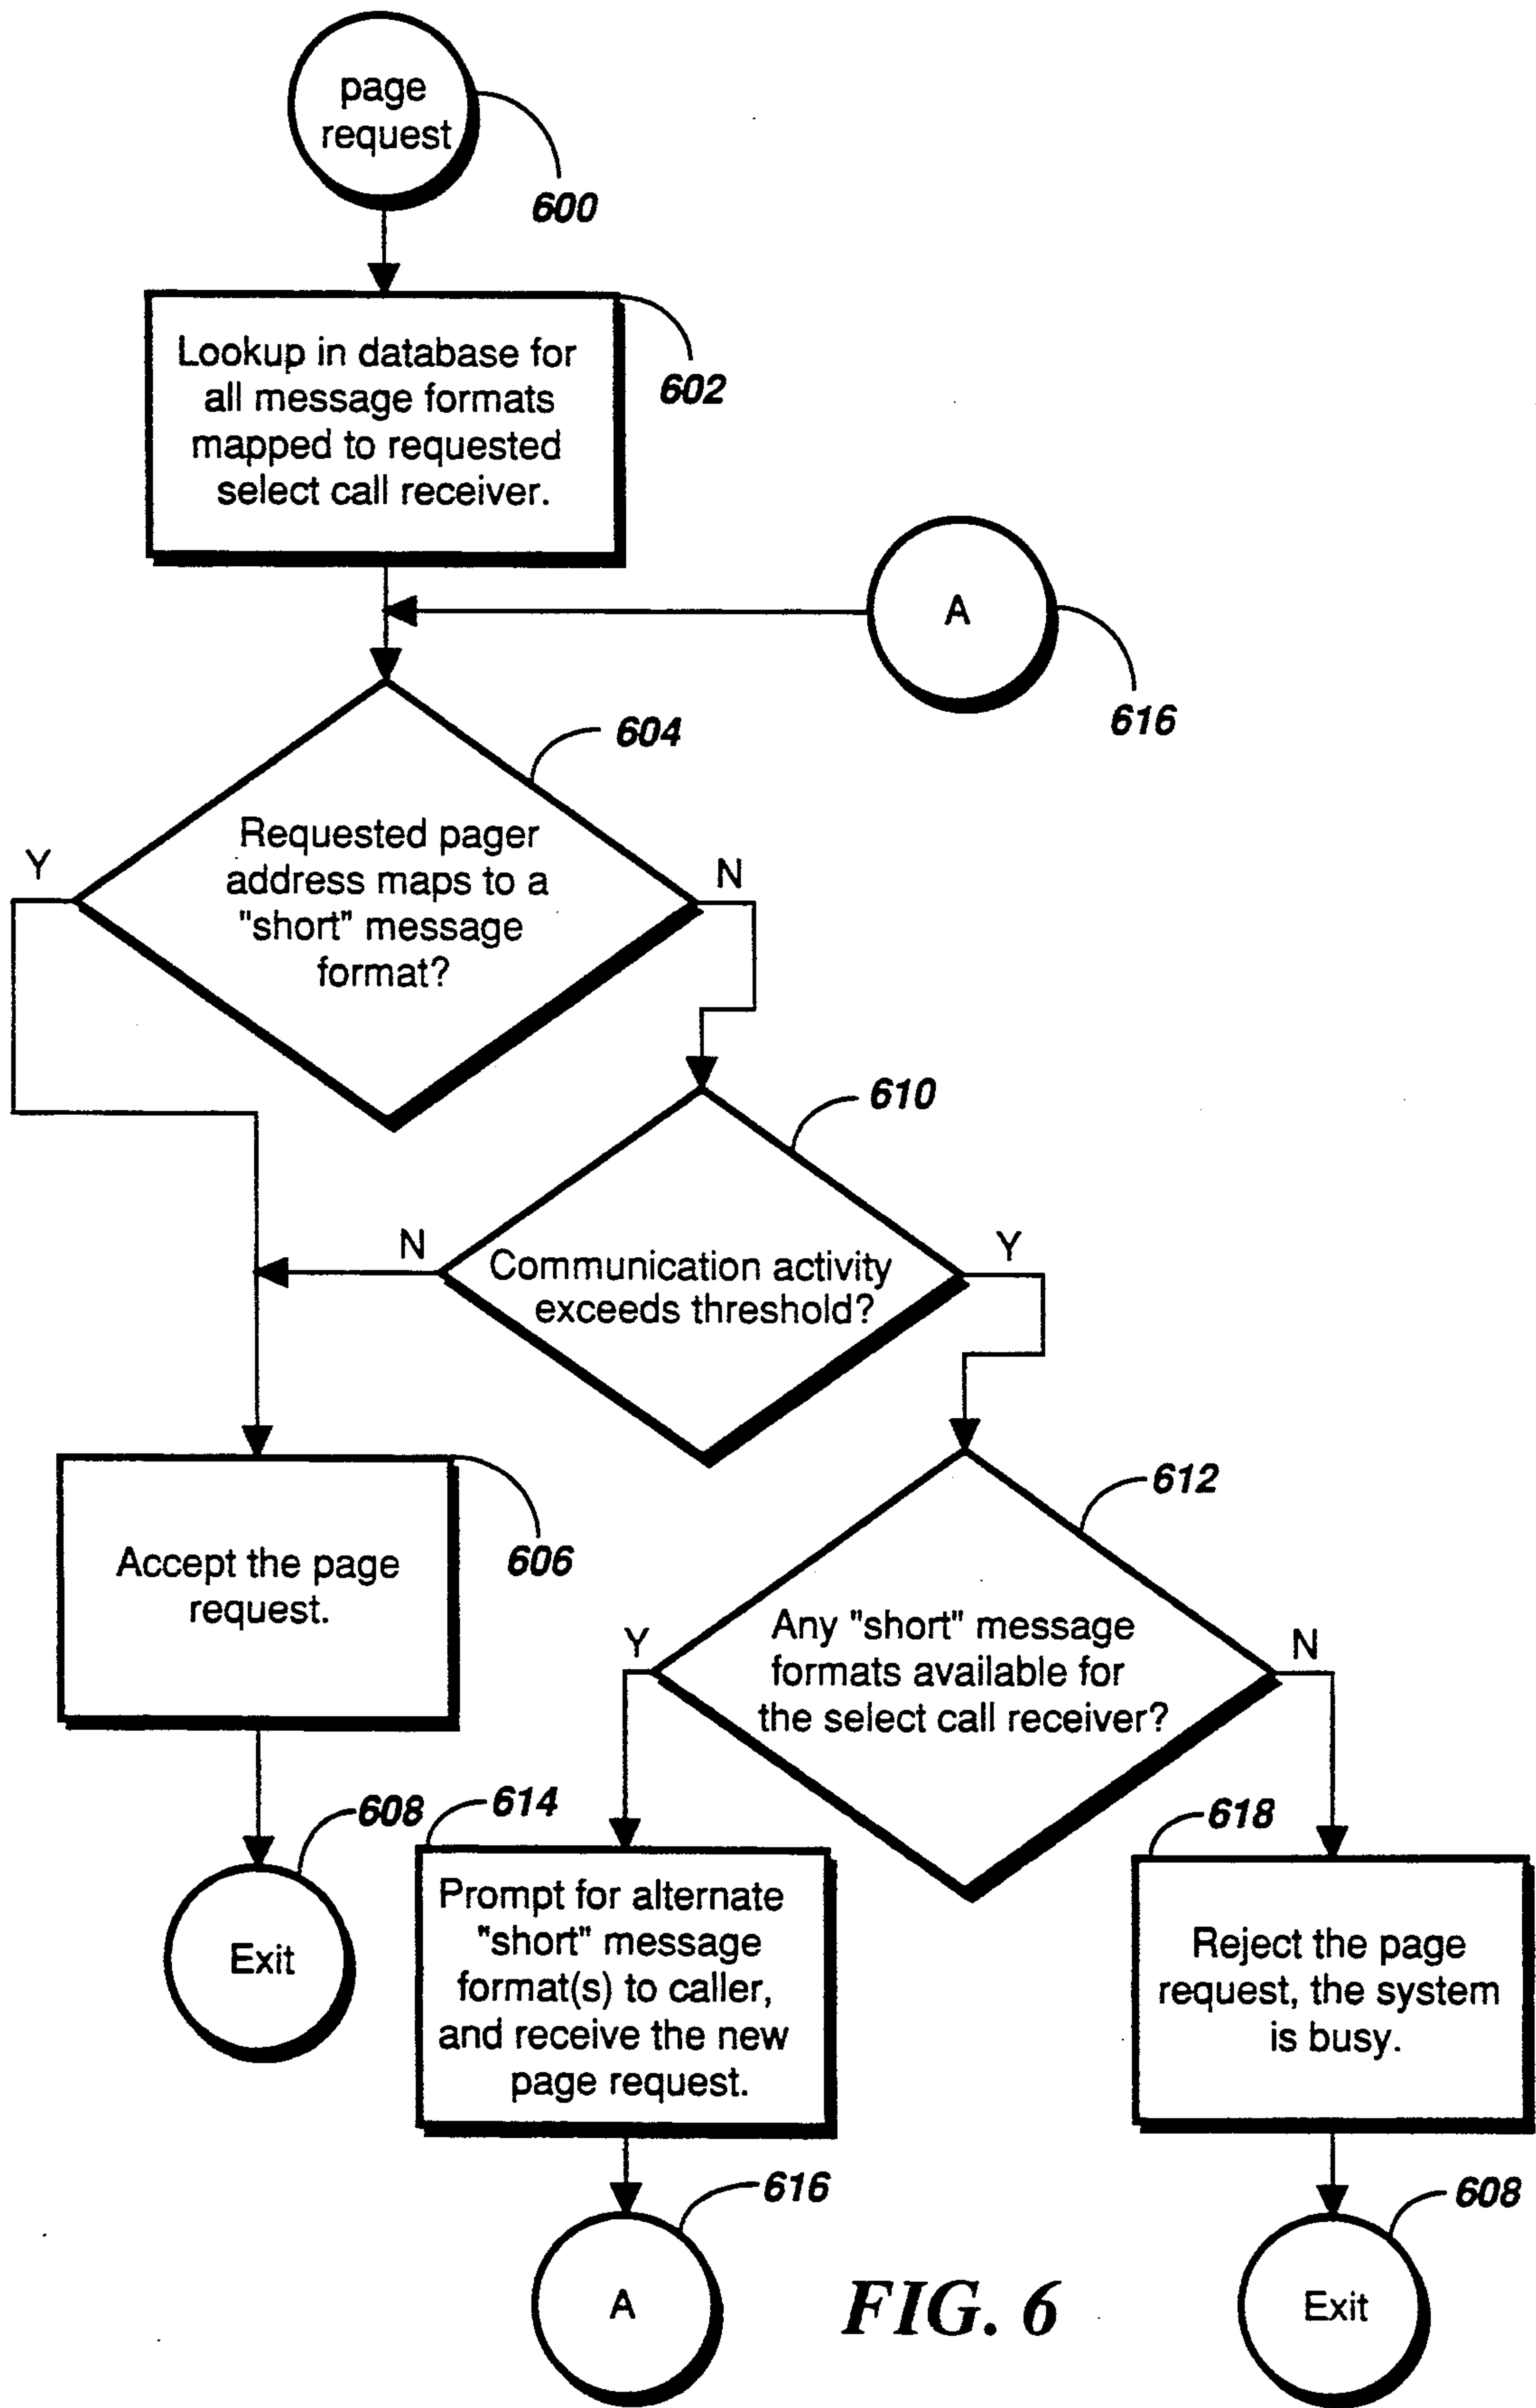 page
request
600
Lookup in database for
all message formats
mapped to requested
select call receiver.
602
A
616
604
Requested pager
address maps to a
"short" message
format?
Y
N
610
Communication activity
exceeds threshold?
N
Y
606
Accept the page
request.
612
Any "short" message
formats available for
the select call receiver?
Y
N
608
Exit
614
Prompt for alternate
"short" message
format(s) to caller,
and receive the new
page request.
618
Reject the page
request, the system
is busy.
616
A
608
Exit
FIG. 6